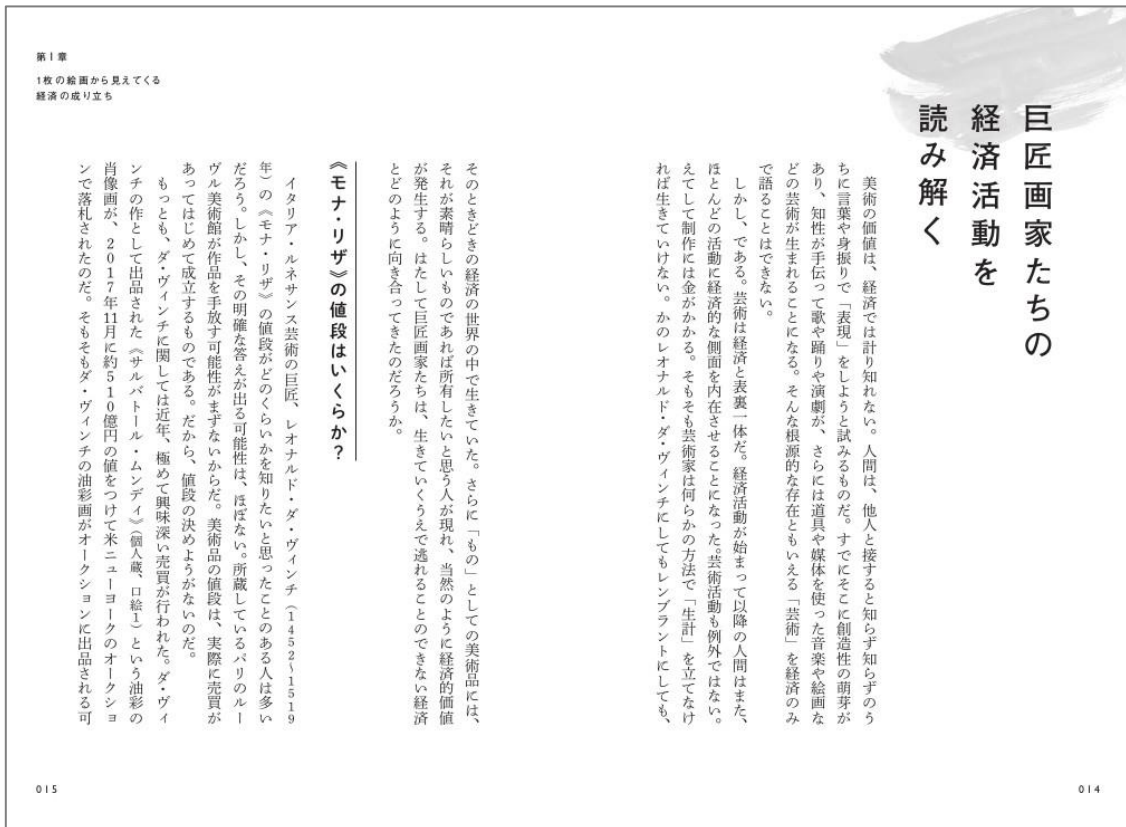 巨匠画家たちの
経済活動を
読み解く
美術の価値は、経済では計り知れない。人間は、他人と接すると知らず知らずのう
ちに言葉や身振りで「表現」をしようと試みるものだ。すでにそこに創造性の萌芽が
あり、知性が手伝って歌や踊りや演劇が、さらには道具や媒体を使った音楽や絵画な
どの芸術が生まれることになる。そんな根源的な存在ともいえる「芸術」を経済のみ
で語ることはできない。
しかし、である。芸術は経済と表裏一体だ。経済活動が始まって以降の人間はまた、
ほとんどの活動に経済的な側面を内在させることになった。芸術活動も例外ではない。
えてして制作には金がかかる。そもそも芸術家は何らかの方法で「生計」を立てなけ
れば生きていけない。かのレオナルド・ダ・ヴィンチにしてもレンブラントにしても、
014
そのときどきの経済の世界の中で生きていた。さらに「もの」としての美術品には、
それが素晴らしいものであれば所有したいと思う人が現れ、当然のように経済的価値
が発生する。はたして巨匠画家たちは、生きていくうえで逃れることのできない経済
とどのように向き合ってきたのだろうか。
《モナ・リザ》の値段はいくらか?
イタリア・ルネサンス芸術の巨匠、レオナルド・ダ・ヴィンチ(1452〜1519
年)の《モナ・リザ》の値段がどのくらいかを知りたいと思ったことのある人は多い
だろう。しかし、その明確な答えが出る可能性は、ほぼない。所蔵しているパリのルー
ヴル美術館が作品を手放す可能性がまずないからだ。美術品の値段は、実際に売買が
あってはじめて成立するものである。だから、値段の決めようがないのだ。
もっとも、ダ・ヴィンチに関しては近年、極めて興味深い売買が行われた。ダ・ヴィ
ンチの作として出品された《サルバトール・ムンディ》(個人蔵、口絵1)という油彩の
肖像画が、2017年11月に約510億円の値をつけて米ニューヨークのオークショ
ンで落札されたのだ。そもそもダ・ヴィンチの油彩画がオークションに出品される可
第1章
1枚の絵画から見えてくる
経済の成り立ち
015